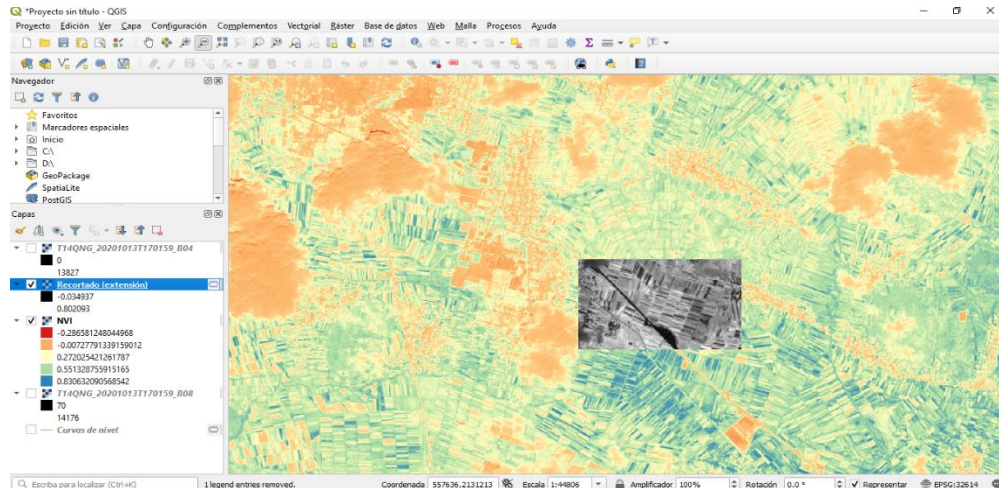 *Proyecto sin título - QGIS
Proyecto Edición Ver Capa Configuración Complementos Vectorial Ráster Base de datos Web Malla Procesos Ayuda
Navegador
Favoritos
Marcadores espaciales
Inicio
C:\
D:\
GeoPackage
SpatiaLite
PostGIS
Capas
T14QNG_20201013T170159_B04
0
13827
Recortado (extensión)
-0.034937
0.802093
NVI
-0.286581248044968
-0.00727791339159012
0.272025421261787
0.551328755915165
0.830632090568542
T14QNG_20201013T170159_B08
70
14176
Curvas de nivel
Escriba para localizar (Ctrl+K) 1 legend entries removed. Coordenada 557636,2131213 Escala 1:44806 Amplificador 100% Rotación 0.0 ° Representar EPSG:32614